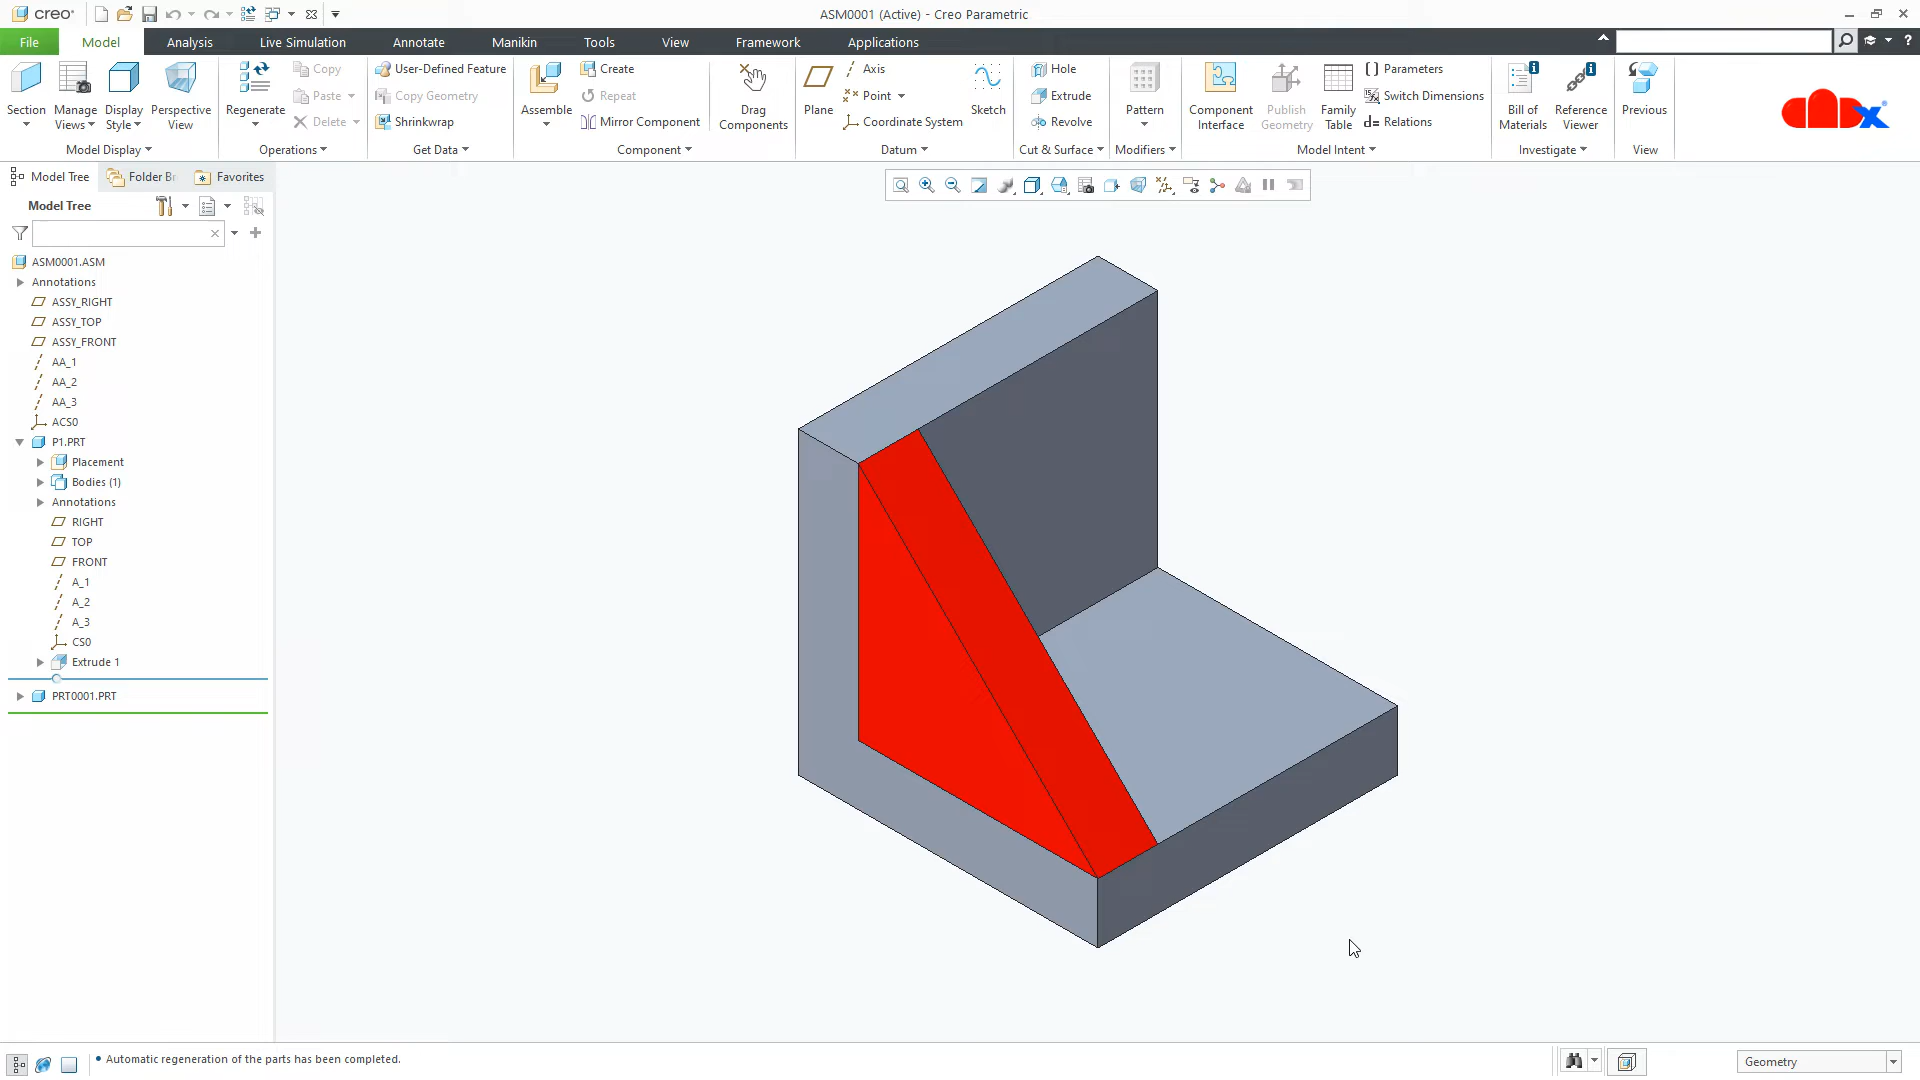 creo
ASM0001 (Active) - Creo Parametric
File Model Analysis Live Simulation Annotate Manikin Tools View Framework Applications
Section
Manage Views
Display Style
Perspective View
Model Display
Regenerate
Copy
Paste
Delete
Operations
User-Defined Feature
Copy Geometry
Shrinkwrap
Get Data
Assemble
Create
Repeat
Mirror Component
Component
Drag Components
Plane
Axis
Point
Coordinate System
Sketch
Datum
Hole
Extrude
Revolve
Cut & Surface
Pattern
Modifiers
Component Interface
Publish Geometry
Family Table
Parameters
Switch Dimensions
d= Relations
Model Intent
Bill of Materials
Reference Viewer
Investigate
Previous
View
Model Tree Folder Br Favorites
Model Tree
ASM0001.ASM
Annotations
ASSY_RIGHT
ASSY_TOP
ASSY_FRONT
AA_1
AA_2
AA_3
ACS0
P1.PRT
Placement
Bodies (1)
Annotations
RIGHT
TOP
FRONT
A_1
A_2
A_3
CS0
Extrude 1
PRT0001.PRT
• Automatic regeneration of the parts has been completed.
Geometry